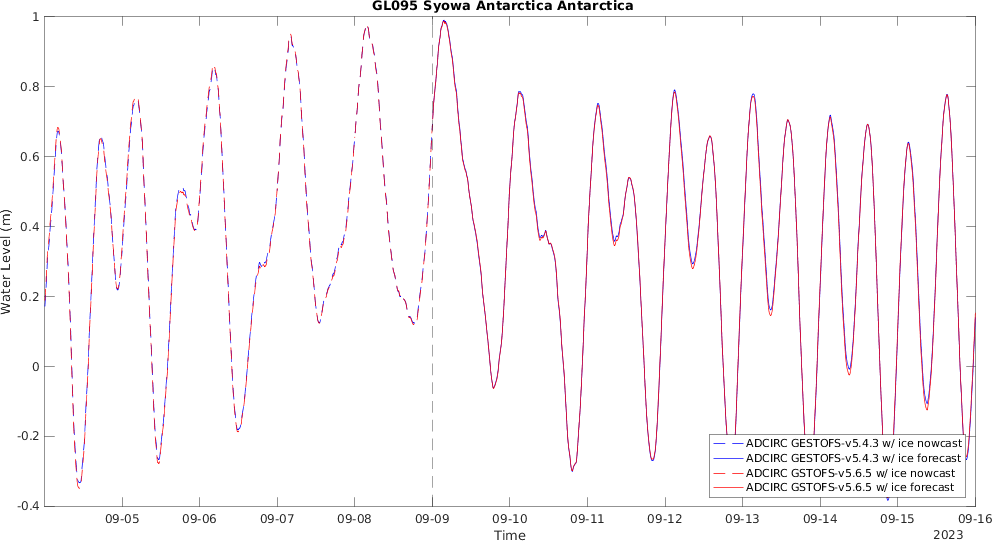 GL095 Syowa Antarctica Antarctica
1
0.8
0.6
0.4
0.2
0
-0.2
-0.4
Water Level (m)
ADCIRC GESTOFS-v5.4.3 w/ ice nowcast
ADCIRC GESTOFS-v5.4.3 w/ ice forecast
ADCIRC GSTOFS-v5.6.5 w/ ice nowcast
ADCIRC GSTOFS-v5.6.5 w/ ice forecast
09-05 09-06 09-07 09-08 09-09 09-10 09-11 09-12 09-13 09-14 09-15 09-16
Time
2023